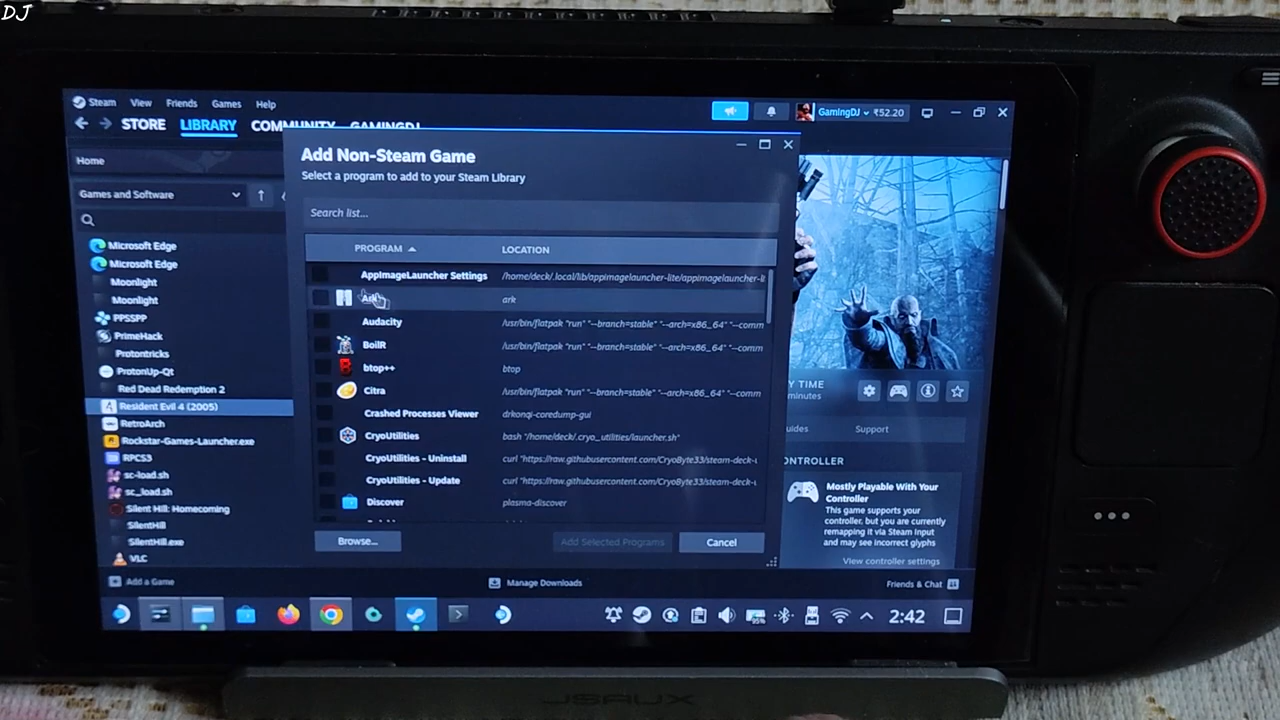 DJ
Steam View Friends Games Help
GamingDJ ₹52.20
STORE LIBRARY COMMUNITY GAMINGDJ
Home
Games and Software
Microsoft Edge
Microsoft Edge
Moonlight
Moonlight
PPSSPP
PrimeHack
Protontricks
ProtonUp-Qt
Red Dead Redemption 2
Resident Evil 4 (2005)
RetroArch
Rockstar-Games-Launcher.exe
RPCS3
sc-load.sh
sc_load.sh
Silent Hill: Homecoming
SilentHill
SilentHill.exe
VLC
Add Non-Steam Game
Select a program to add to your Steam Library
Search list...
PROGRAM LOCATION
AppImageLauncher Settings /home/deck/.local/lib/appimagelauncher-lite/appimagelauncher-li
Ark ark
Audacity /usr/bin/flatpak "run" "--branch=stable" "--arch=x86_64" "--comm
BoilR /usr/bin/flatpak "run" "--branch=stable" "--arch=x86_64" "--comm
btop++ btop
Citra /usr/bin/flatpak "run" "--branch=stable" "--arch=x86_64" "--comm
Crashed Processes Viewer drkonqi-coredump-gui
CryoUtilities bash "/home/deck/.cryo_utilities/launcher.sh"
CryoUtilities - Uninstall curl "https://raw.githubusercontent.com/CryoByte33/steam-deck-u
CryoUtilities - Update curl "https://raw.githubusercontent.com/CryoByte33/steam-deck-u
Discover plasma-discover
Browse... Add Selected Programs Cancel
Y TIME
minutes
uides Support
ONTROLLER
Mostly Playable With Your
Controller
This game supports your
controller, but you are currently
remapping it via Steam Input
and may see incorrect glyphs
View controller settings
Add a Game Manage Downloads Friends & Chat
95%
2:42
JSAUX